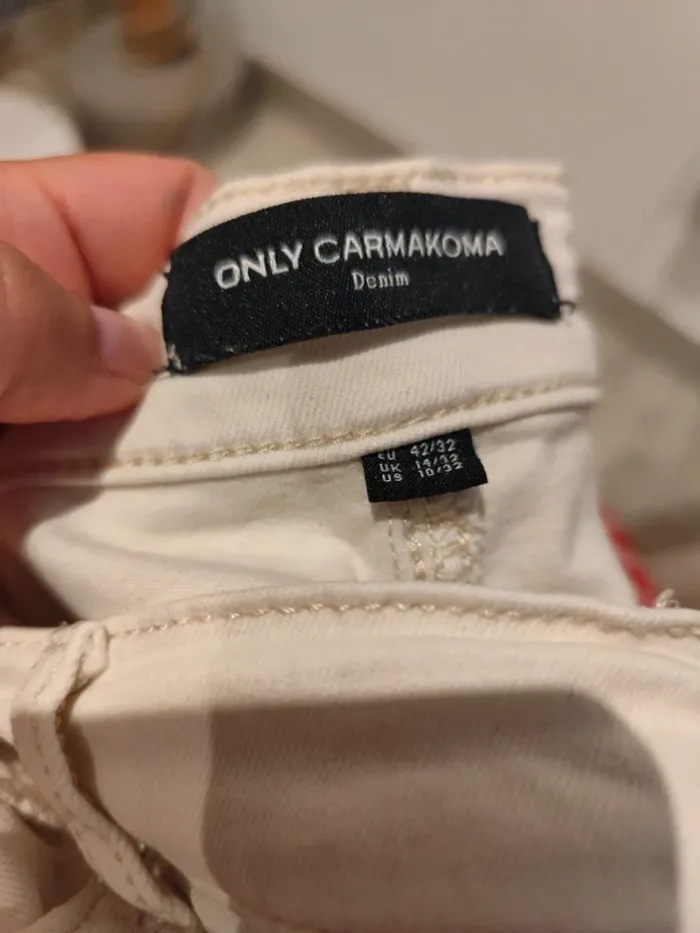 ONLY CARMAKOMA
Denim
EU 42/32
UK 14/32
US 10/32